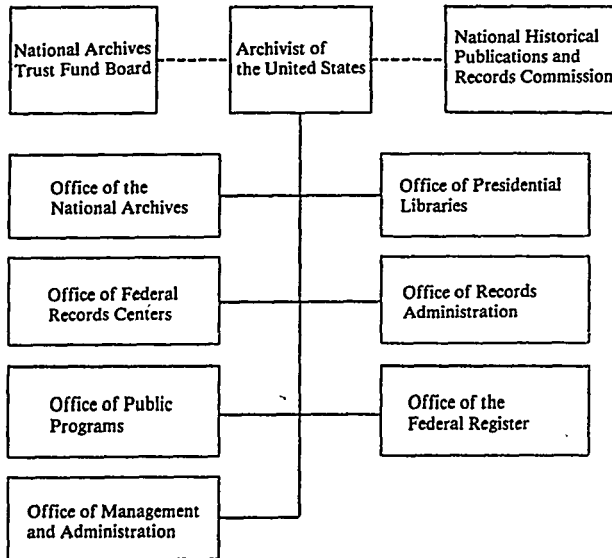 National Archives
Trust Fund Board
Archivist of
the United States
National Historical
Publications and
Records Commission
Office of the
National Archives
Office of Presidential
Libraries
Office of Federal
Records Centers
Office of Records
Administration
Office of Public
Programs
Office of the
Federal Register
Office of Management
and Administration